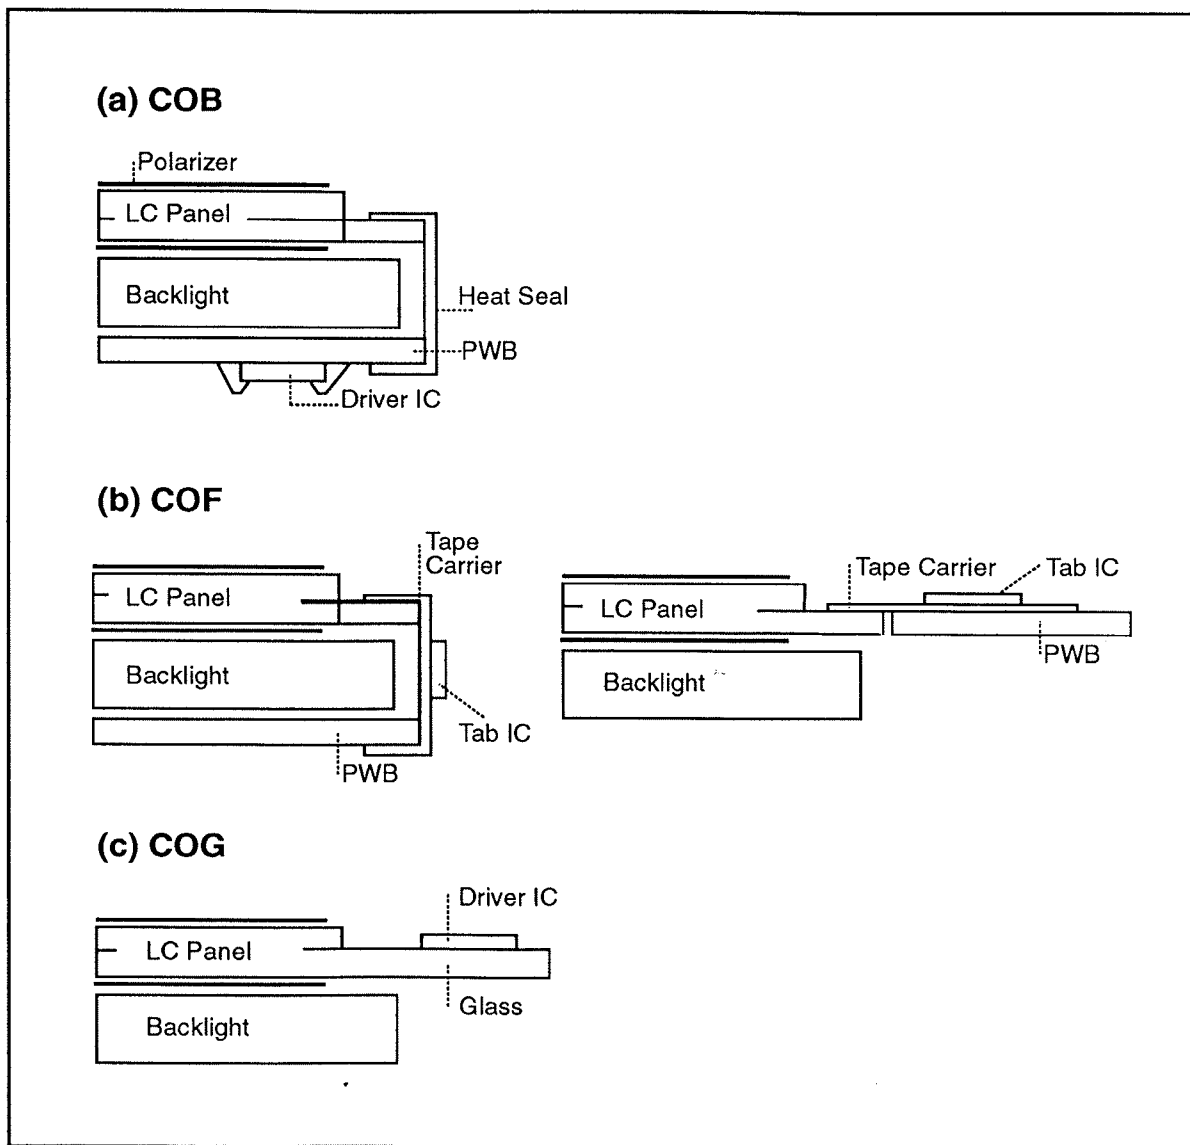 (a) COB
Polarizer
LC Panel
Backlight
Heat Seal
PWB
Driver IC
(b) COF
Tape
Carrier
LC Panel
Backlight
Tab IC
PWB
Tape Carrier
Tab IC
LC Panel
PWB
Backlight
(c) COG
Driver IC
LC Panel
Glass
Backlight